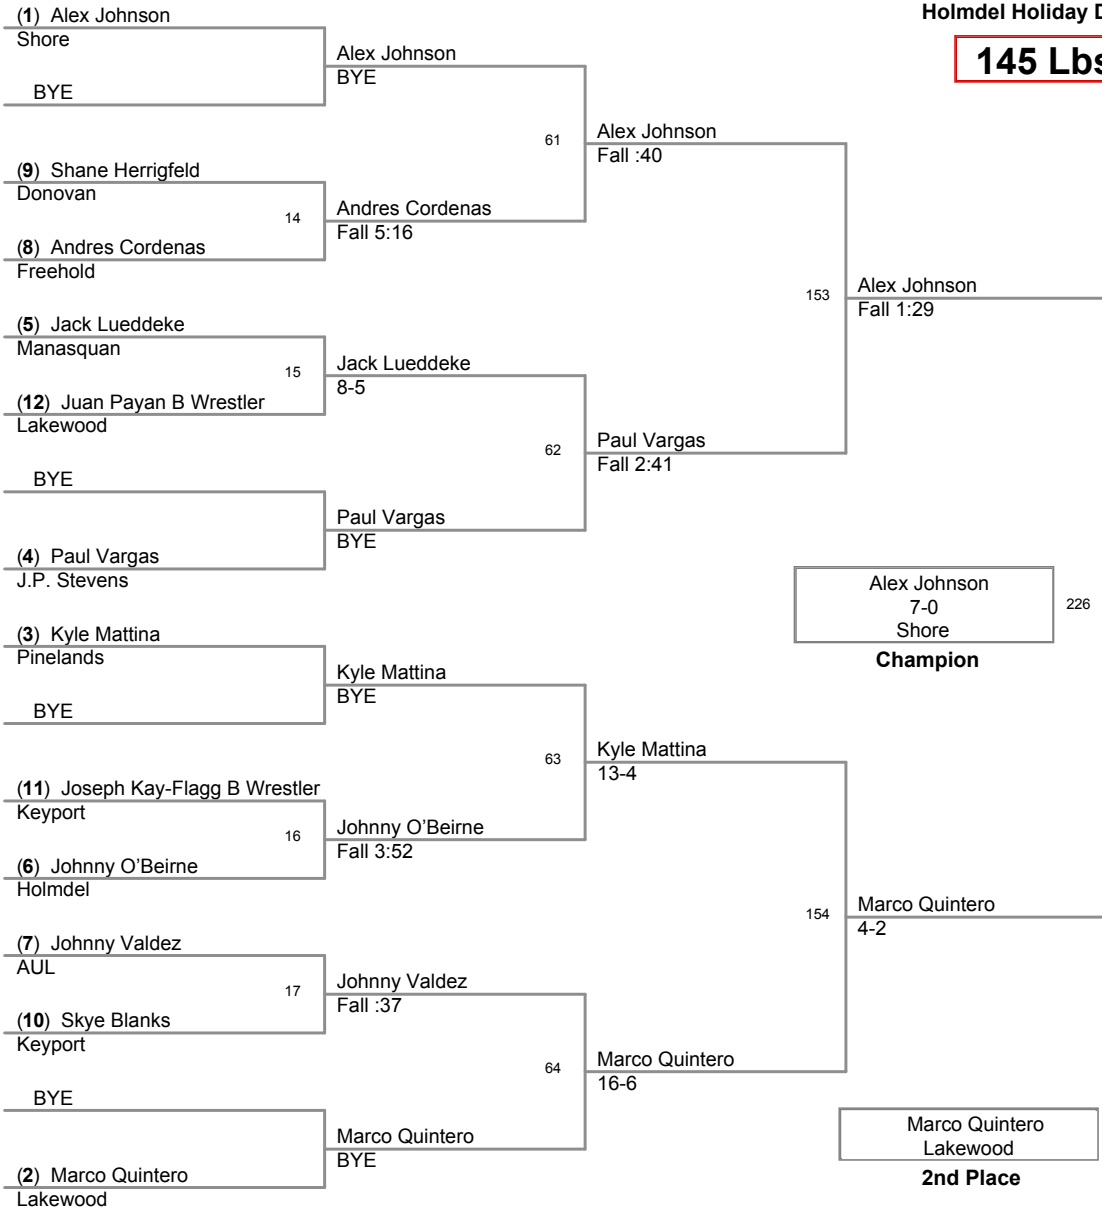 Holmdel Holiday D
145 Lbs
(1) Alex Johnson
Shore
BYE
(9) Shane Herrigfeld
Donovan
14
(8) Andres Cordenas
Freehold
(5) Jack Lueddeke
Manasquan
15
(12) Juan Payan B Wrestler
Lakewood
BYE
(4) Paul Vargas
J.P. Stevens
(3) Kyle Mattina
Pinelands
BYE
(11) Joseph Kay-Flagg B Wrestler
Keyport
16
(6) Johnny O'Beirne
Holmdel
(7) Johnny Valdez
AUL
17
(10) Skye Blanks
Keyport
BYE
(2) Marco Quintero
Lakewood
Alex Johnson
BYE
61
Andres Cordenas
Fall 5:16
Jack Lueddeke
8-5
62
Paul Vargas
BYE
Kyle Mattina
BYE
63
Johnny O'Beirne
Fall 3:52
Johnny Valdez
Fall :37
64
Marco Quintero
BYE
Alex Johnson
Fall :40
153
Paul Vargas
Fall 2:41
Kyle Mattina
13-4
154
Marco Quintero
16-6
Alex Johnson
Fall 1:29
Marco Quintero
4-2
Alex Johnson
7-0
Shore
226
Champion
Marco Quintero
Lakewood
2nd Place